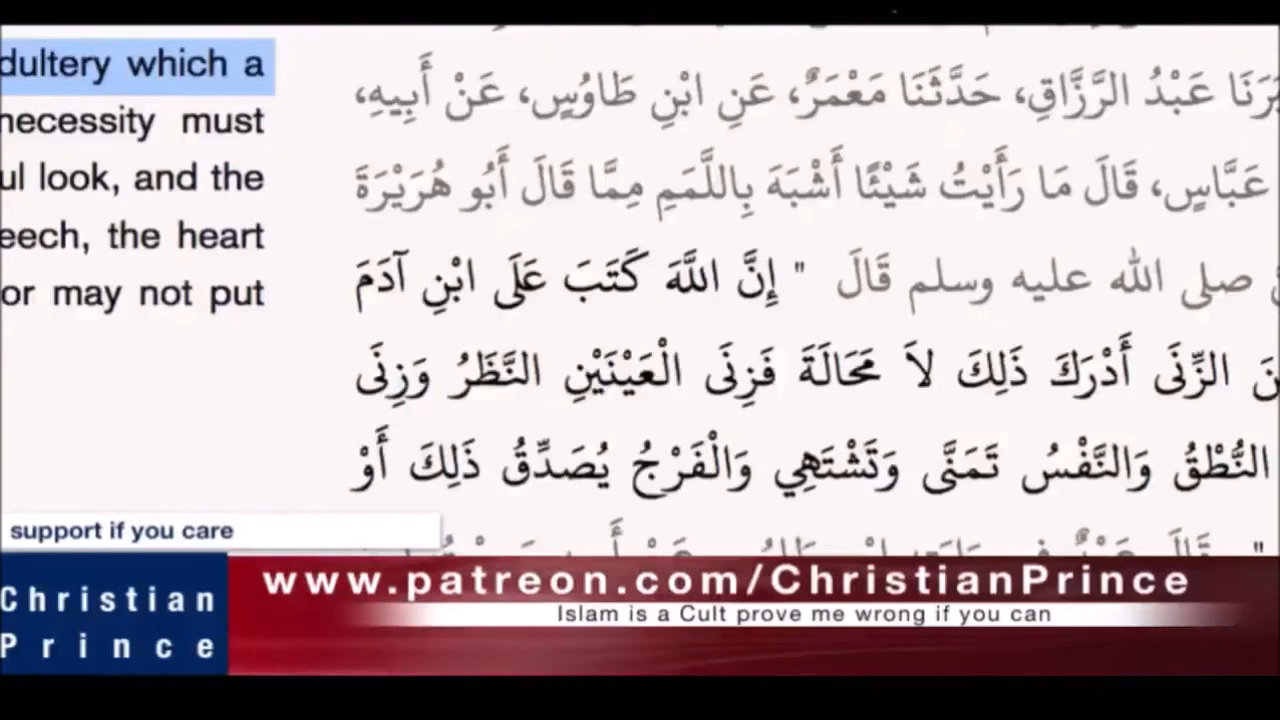 dultery which a
necessity must
ul look, and the
eech, the heart
or may not put
بَرَنَا عَبْدُ الرَّزَّاقِ، حَدَّثَنَا مَعْمَرٌ، عَنِ ابْنِ طَاوُسٍ، عَنْ أَبِيهِ،
عَبَّاسٍ، قَالَ مَا رَأَيْتُ شَيْئًا أَشْبَهَ بِاللَّمَمِ مِمَّا قَالَ أَبُو هُرَيْرَةَ
صلى الله عليه وسلم قَالَ ‏"‏ إِنَّ اللَّهَ كَتَبَ عَلَى ابْنِ آدَمَ
نَ الزِّنَى أَدْرَكَ ذَلِكَ لاَ مَحَالَةَ فَزِنَى الْعَيْنَيْنِ النَّظَرُ وَزِنَى
النُّطْقُ وَالنَّفْسُ تَمَنَّى وَتَشْتَهِي وَالْفَرْجُ يُصَدِّقُ ذَلِكَ أَوْ
support if you care
Christian
Prince
www.patreon.com/ChristianPrince
Islam is a Cult prove me wrong if you can